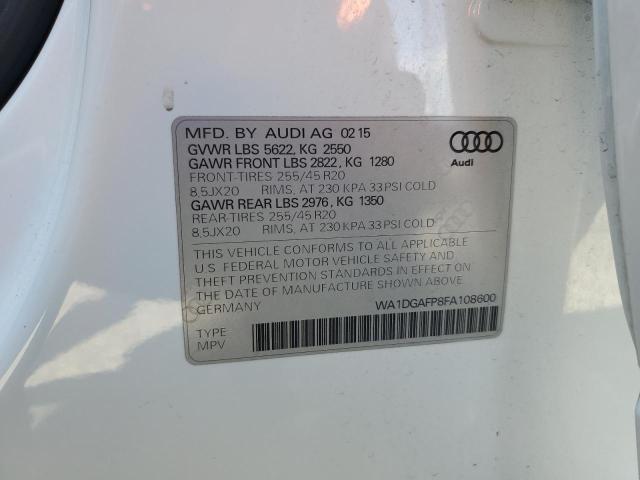 MFD. BY AUDI AG 02 15
GVWR LBS 5622, KG 2550
GAWR FRONT LBS 2822, KG 1280
FRONT-TIRES 255/45 R20
8.5JX20 RIMS, AT 230 KPA 33 PSI COLD
GAWR REAR LBS 2976, KG 1350
REAR-TIRES 255/45 R20
8.5JX20 RIMS, AT 230 KPA 33 PSI COLD
Audi
THIS VEHICLE CONFORMS TO ALL APPLICABLE
U.S. FEDERAL MOTOR VEHICLE SAFETY AND
THEFT PREVENTION STANDARDS IN EFFECT ON
THE DATE OF MANUFACTURE SHOWN ABOVE
GERMANY
WA1DGAFP8FA108600
TYPE
MPV